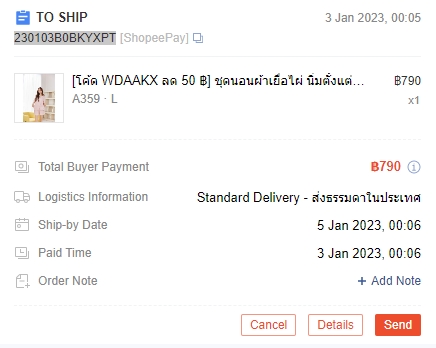 TO SHIP 3 Jan 2023, 00:05
230103B0BKYXPT [ShopeePay]
[โค้ด WDAAKX ลด 50 ฿] ชุดนอนผ้าเยื่อไผ่ นิ่มตั้งแต่… ฿790
A359 · L x1
Total Buyer Payment ฿790
Logistics Information Standard Delivery - ส่งธรรมดาในประเทศ
Ship-by Date 5 Jan 2023, 00:06
Paid Time 3 Jan 2023, 00:06
Order Note + Add Note
Cancel Details Send